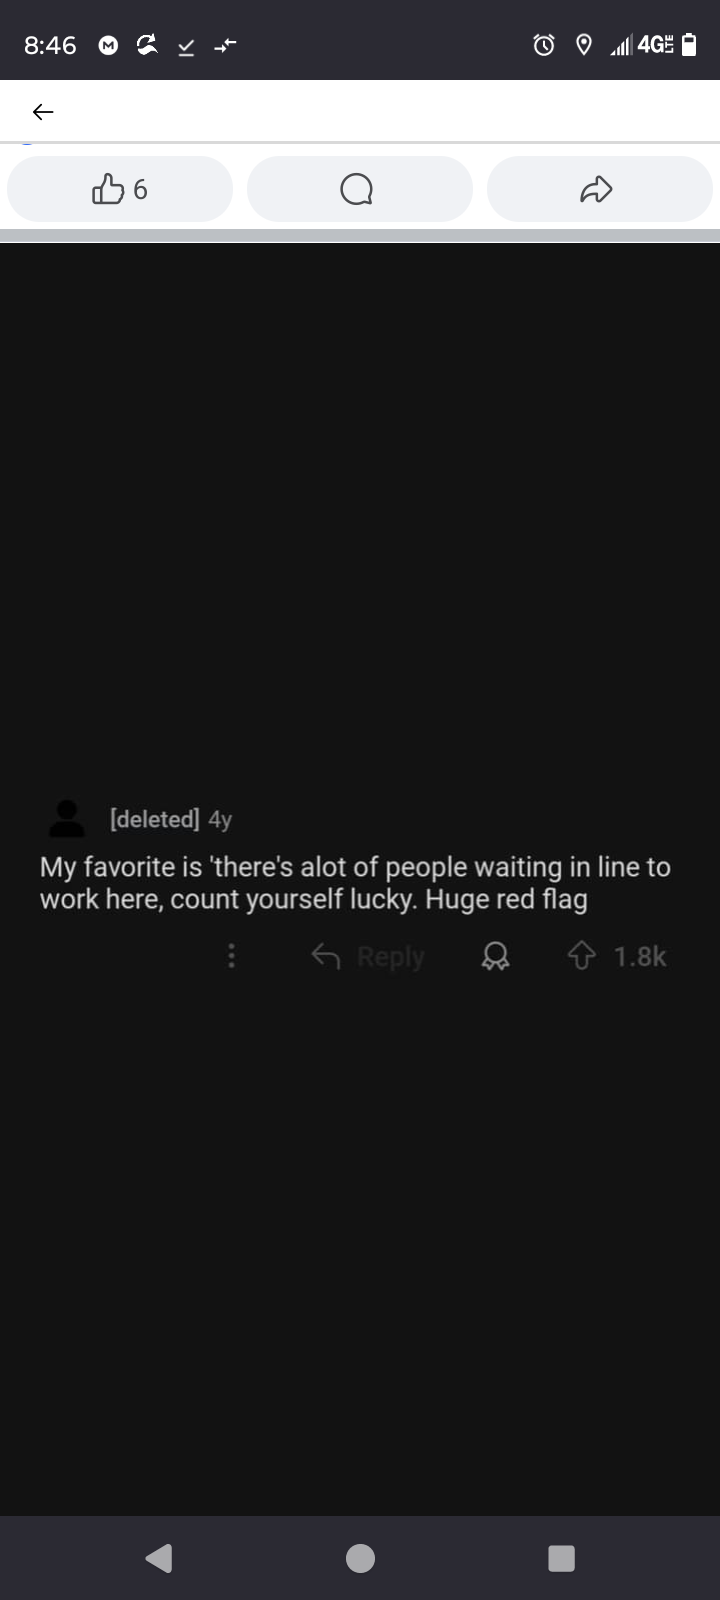 8:46
4G LTE
6
[deleted] 4y
My favorite is 'there's alot of people waiting in line to
work here, count yourself lucky. Huge red flag
Reply
1.8k